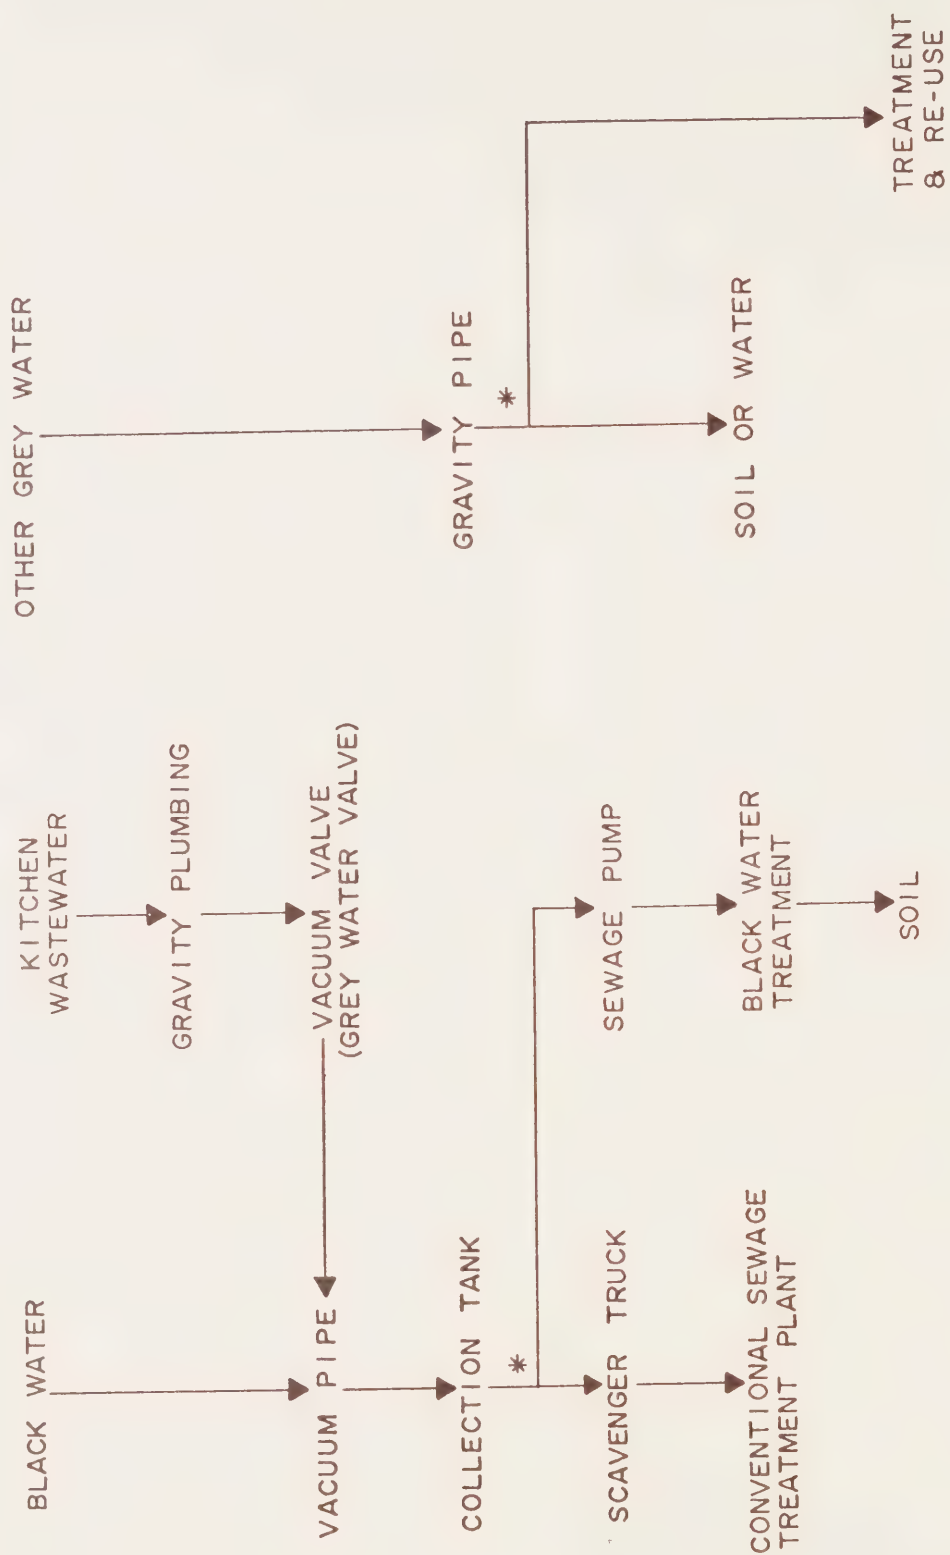 BLACK WATER
KITCHEN
WASTEWATER
OTHER GREY WATER
GRAVITY PLUMBING
VACUUM PIPE
VACUUM VALVE
(GREY WATER VALVE)
COLLECTION TANK
GRAVITY PIPE
*
*
SCAVENGER TRUCK
SEWAGE PUMP
CONVENTIONAL SEWAGE
TREATMENT PLANT
BLACK WATER
TREATMENT
SOIL OR WATER
SOIL
TREATMENT
& RE-USE